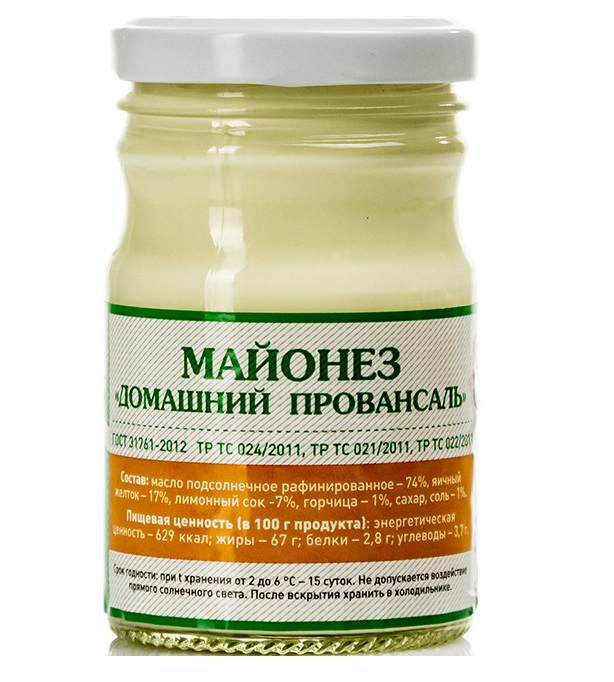 МАЙОНЕЗ
«ДОМАШНИЙ ПРОВАНСАЛЬ»
ГОСТ 31761-2012 ТР ТС 024/2011, ТР ТС 021/2011, ТР ТС 022/2011
Состав: масло подсолнечное рафинированное – 74%, яичный
желток – 17%, лимонный сок -7%, горчица – 1%, сахар, соль – 1%.
Пищевая ценность (в 100 г продукта): энергетическая
ценность – 629 ккал; жиры – 67 г; белки – 2,8 г; углеводы – 3,7 г.
Срок годности: при t хранения от 2 до 6 °С – 15 суток. Не допускается воздействие
прямого солнечного света. После вскрытия хранить в холодильнике.